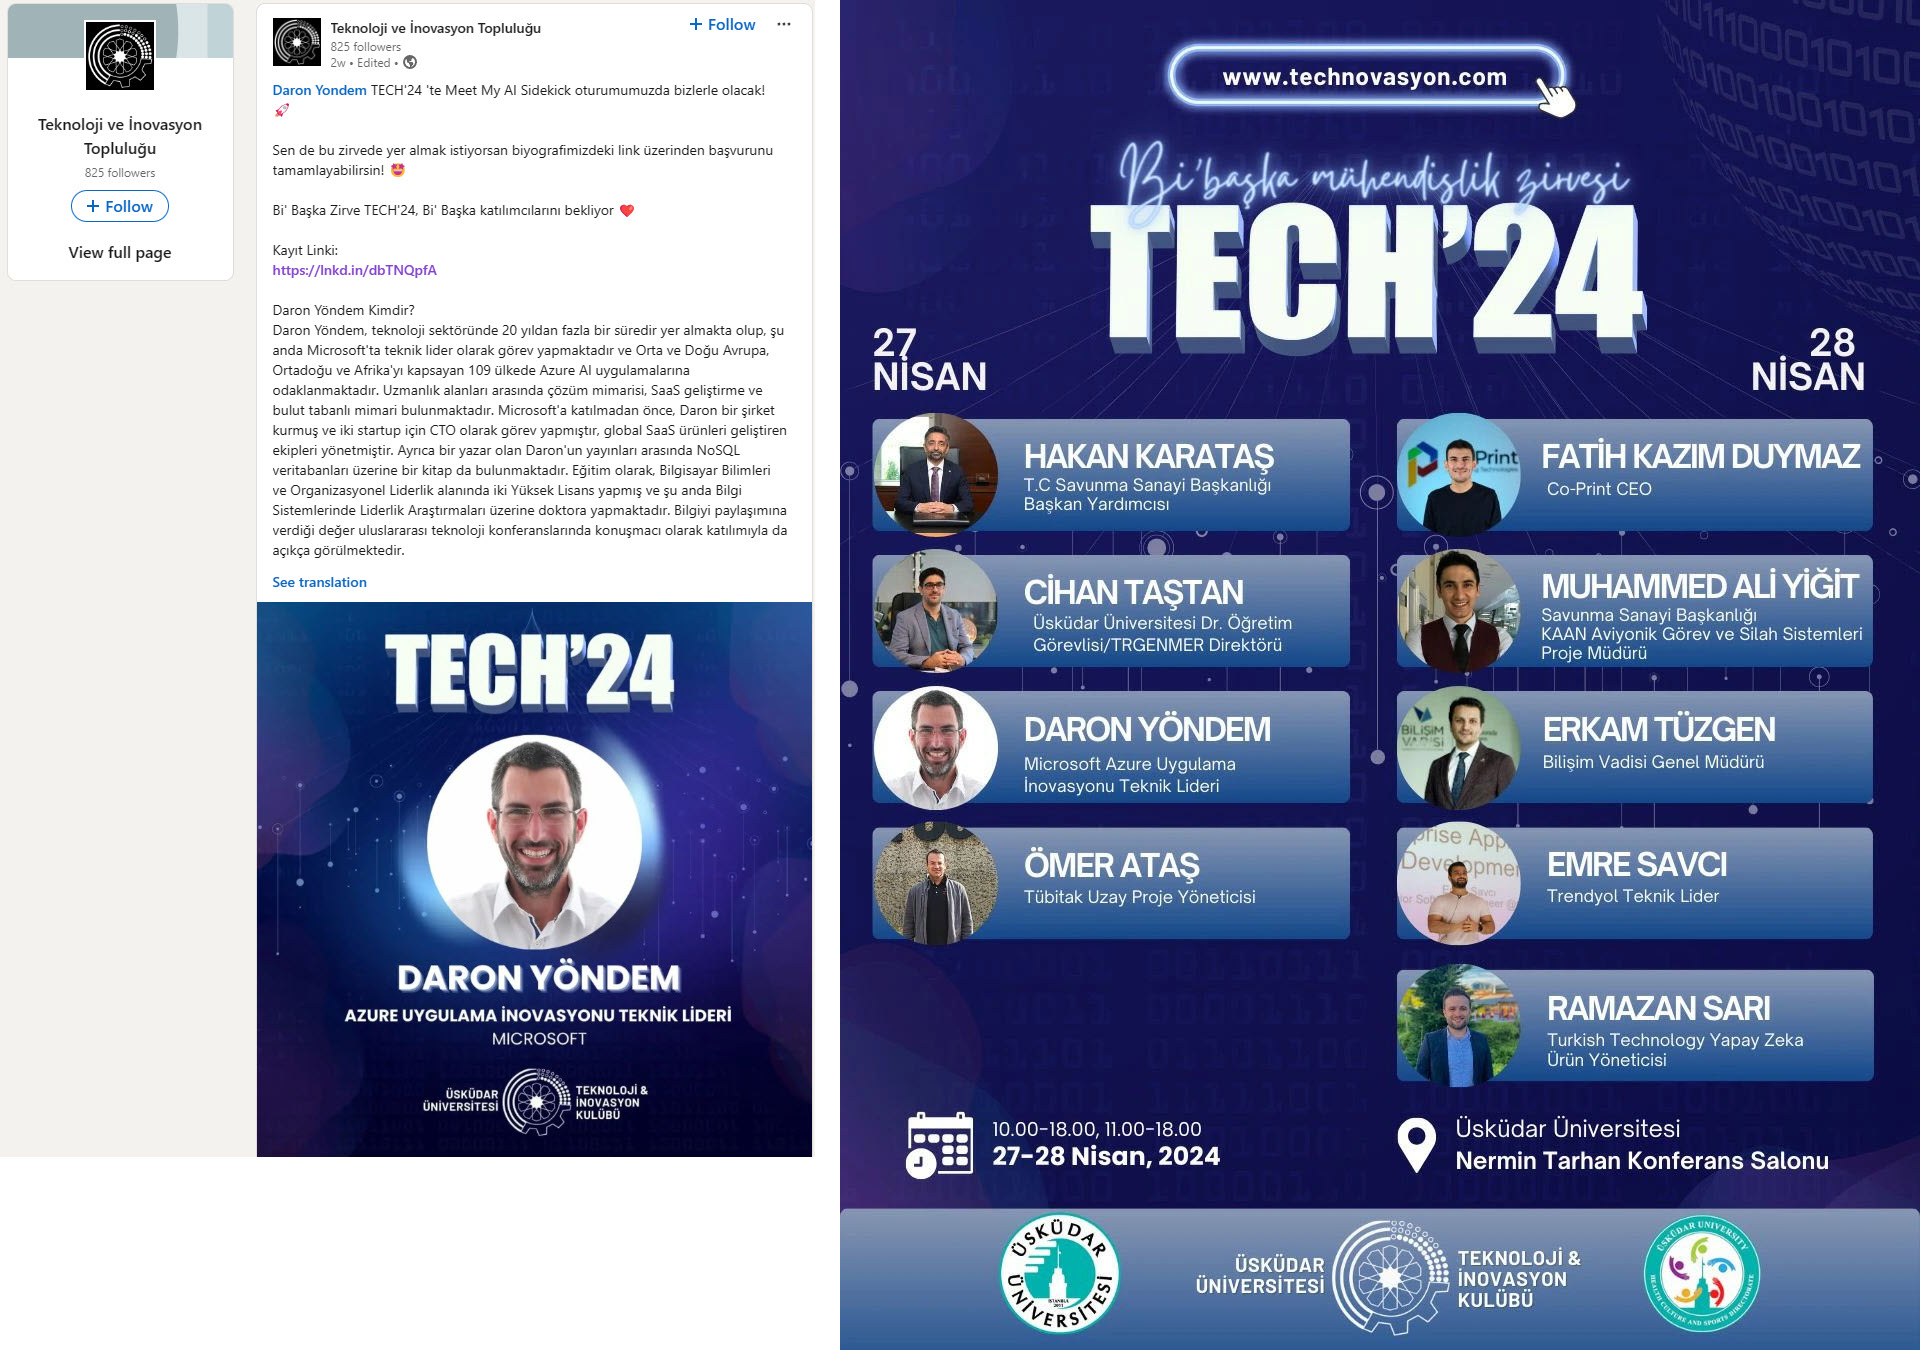 Teknoloji ve İnovasyon
Topluluğu
825 followers
+ Follow
View full page
Teknoloji ve İnovasyon Topluluğu
825 followers
2w • Edited •
+ Follow
Daron Yondem TECH'24 'te Meet My AI Sidekick oturumumuzda bizlerle olacak!
🚀
Sen de bu zirvede yer almak istiyorsan biyografimizdeki link üzerinden başvurunu
tamamlayabilirsin! 🤩
Bi' Başka Zirve TECH'24, Bi' Başka katılımcılarını bekliyor ❤️
Kayıt Linki:
https://lnkd.in/dbTNQpfA
Daron Yöndem Kimdir?
Daron Yöndem, teknoloji sektöründe 20 yıldan fazla bir süredir yer almakta olup, şu
anda Microsoft'ta teknik lider olarak görev yapmaktadır ve Orta ve Doğu Avrupa,
Ortadoğu ve Afrika'yı kapsayan 109 ülkede Azure AI uygulamalarına
odaklanmaktadır. Uzmanlık alanları arasında çözüm mimarisi, SaaS geliştirme ve
bulut tabanlı mimari bulunmaktadır. Microsoft'a katılmadan önce, Daron bir şirket
kurmuş ve iki startup için CTO olarak görev yapmıştır, global SaaS ürünleri geliştiren
ekipleri yönetmiştir. Ayrıca bir yazar olan Daron'un yayınları arasında NoSQL
veritabanları üzerine bir kitap da bulunmaktadır. Eğitim olarak, Bilgisayar Bilimleri
ve Organizasyonel Liderlik alanında iki Yüksek Lisans yapmış ve şu anda Bilgi
Sistemlerinde Liderlik Araştırmaları üzerine doktora yapmaktadır. Bilgiyi paylaşımına
verdiği değer uluslararası teknoloji konferanslarında konuşmacı olarak katılımıyla da
açıkça görülmektedir.
See translation
TECH'24
DARON YÖNDEM
AZURE UYGULAMA İNOVASYONU TEKNİK LİDERİ
MICROSOFT
ÜSKÜDAR
ÜNİVERSİTESİ
TEKNOLOJİ &
İNOVASYON
KULÜBÜ
www.technovasyon.com
Bi'başka mühendislik zirvesi
TECH'24
27
NİSAN
28
NİSAN
HAKAN KARATAŞ
T.C Savunma Sanayi Başkanlığı
Başkan Yardımcısı
CİHAN TAŞTAN
Üsküdar Üniversitesi Dr. Öğretim
Görevlisi/TRGENMER Direktörü
DARON YÖNDEM
Microsoft Azure Uygulama
İnovasyonu Teknik Lideri
ÖMER ATAŞ
Tübitak Uzay Proje Yöneticisi
Print
FATİH KAZIM DUYMAZ
Co-Print CEO
MUHAMMED ALİ YİĞİT
Savunma Sanayi Başkanlığı
KAAN Aviyonik Görev ve Silah Sistemleri
Proje Müdürü
BİLİŞİM
VADİSİ
ERKAM TÜZGEN
Bilişim Vadisi Genel Müdürü
EMRE SAVCI
Trendyol Teknik Lider
RAMAZAN SARI
Turkish Technology Yapay Zeka
Ürün Yöneticisi
10.00-18.00, 11.00-18.00
27-28 Nisan, 2024
Üsküdar Üniversitesi
Nermin Tarhan Konferans Salonu
ÜSKÜDAR
ÜNİVERSİTESİ
İSTANBUL
2011
ÜSKÜDAR
ÜNİVERSİTESİ
TEKNOLOJİ &
İNOVASYON
KULÜBÜ
ÜSKÜDAR UNIVERSITY
HEALTH CULTURE AND SPORTS DIRECTORATE